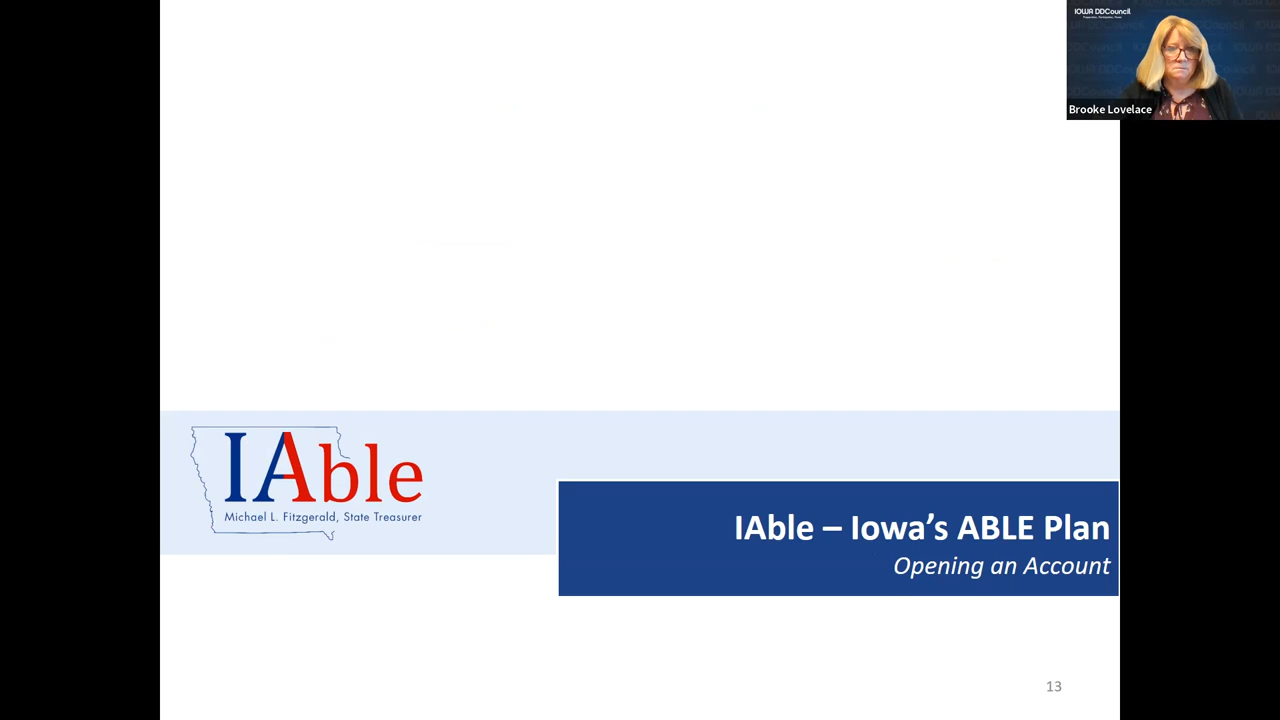 IOWA DDCouncil
Brooke Lovelace
IAble
Michael L. Fitzgerald, State Treasurer
IAble – Iowa's ABLE Plan
Opening an Account
13